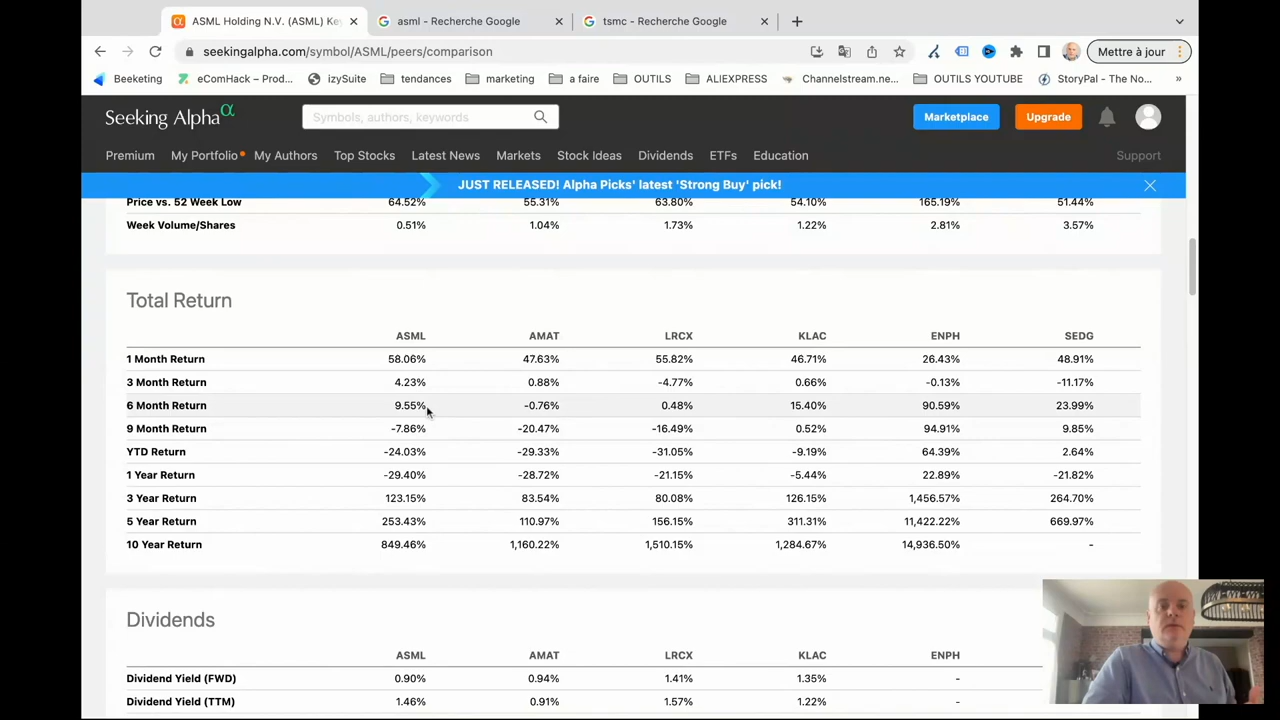 ASML Holding N.V. (ASML) Ke
asml - Recherche Google
tsmc - Recherche Google
seekingalpha.com/symbol/ASML/peers/comparison
Mettre à jour
Beeketing
eComHack – Prod...
izySuite
tendances
marketing
a faire
OUTILS
ALIEXPRESS
Channelstream.ne...
OUTILS YOUTUBE
StoryPal - The No...
»
Seeking Alpha α
Symbols, authors, keywords
Marketplace
Upgrade
Premium My Portfolio My Authors Top Stocks Latest News Markets Stock Ideas Dividends ETFs Education Support
JUST RELEASED! Alpha Picks' latest 'Strong Buy' pick!
Price vs. 52 Week Low 64.52% 55.31% 63.80% 54.10% 165.19% 51.44%
Week Volume/Shares 0.51% 1.04% 1.73% 1.22% 2.81% 3.57%
Total Return
ASML AMAT LRCX KLAC ENPH SEDG
1 Month Return 58.06% 47.63% 55.82% 46.71% 26.43% 48.91%
3 Month Return 4.23% 0.88% -4.77% 0.66% -0.13% -11.17%
6 Month Return 9.55% -0.76% 0.48% 15.40% 90.59% 23.99%
9 Month Return -7.86% -20.47% -16.49% 0.52% 94.91% 9.85%
YTD Return -24.03% -29.33% -31.05% -9.19% 64.39% 2.64%
1 Year Return -29.40% -28.72% -21.15% -5.44% 22.89% -21.82%
3 Year Return 123.15% 83.54% 80.08% 126.15% 1,456.57% 264.70%
5 Year Return 253.43% 110.97% 156.15% 311.31% 11,422.22% 669.97%
10 Year Return 849.46% 1,160.22% 1,510.15% 1,284.67% 14,936.50% -
Dividends
ASML AMAT LRCX KLAC ENPH
Dividend Yield (FWD) 0.90% 0.94% 1.41% 1.35% -
Dividend Yield (TTM) 1.46% 0.91% 1.57% 1.22% -